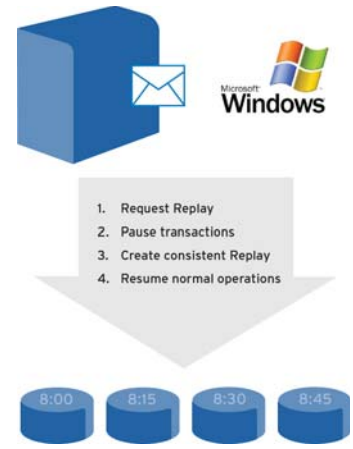 Microsoft
Windows
1. Request Replay
2. Pause transactions
3. Create consistent Replay
4. Resume normal operations
8:00 8:15 8:30 8:45